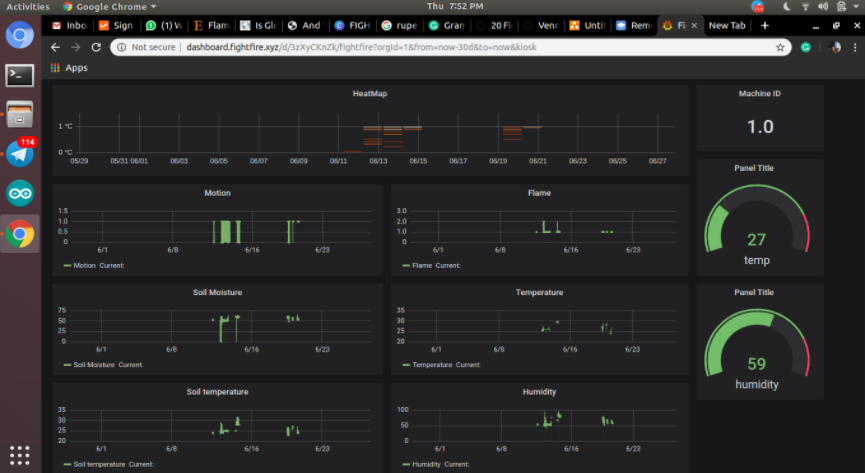 Activities Google Chrome Thu 7:52 PM
Inbo Sign (1) W Flam Is Glo And FIGH rupe Gran 20 Fl Venn Unti Rem Fi New Tab
Not secure dashboard.fightfire.xyz/d/3zXyCKnZk/fightfire?orgId=1&from=now-30d&to=now&kiosk
Apps
114
HeatMap
1 °C
0 °C
05/29 05/31 06/01 06/03 06/05 06/07 06/09 06/11 06/13 06/15 06/17 06/19 06/21 06/23 06/25 06/27
Machine ID
1.0
Motion
1.5
1.0
0.5
0
6/1 6/8 6/16 6/23
Motion Current:
Flame
3.0
2.0
1.0
0
6/1 6/8 6/16 6/23
Flame Current:
Panel Title
27
temp
Soil Moisture
75
50
25
0
6/1 6/8 6/16 6/23
Soil Moisture Current:
Temperature
35
30
25
20
6/1 6/8 6/16 6/23
Temperature Current:
Panel Title
59
humidity
Soil temperature
35
30
25
20
6/1 6/8 6/16 6/23
Soil temperature Current:
Humidity
100
50
0
6/1 6/8 6/16 6/23
Humidity Current: